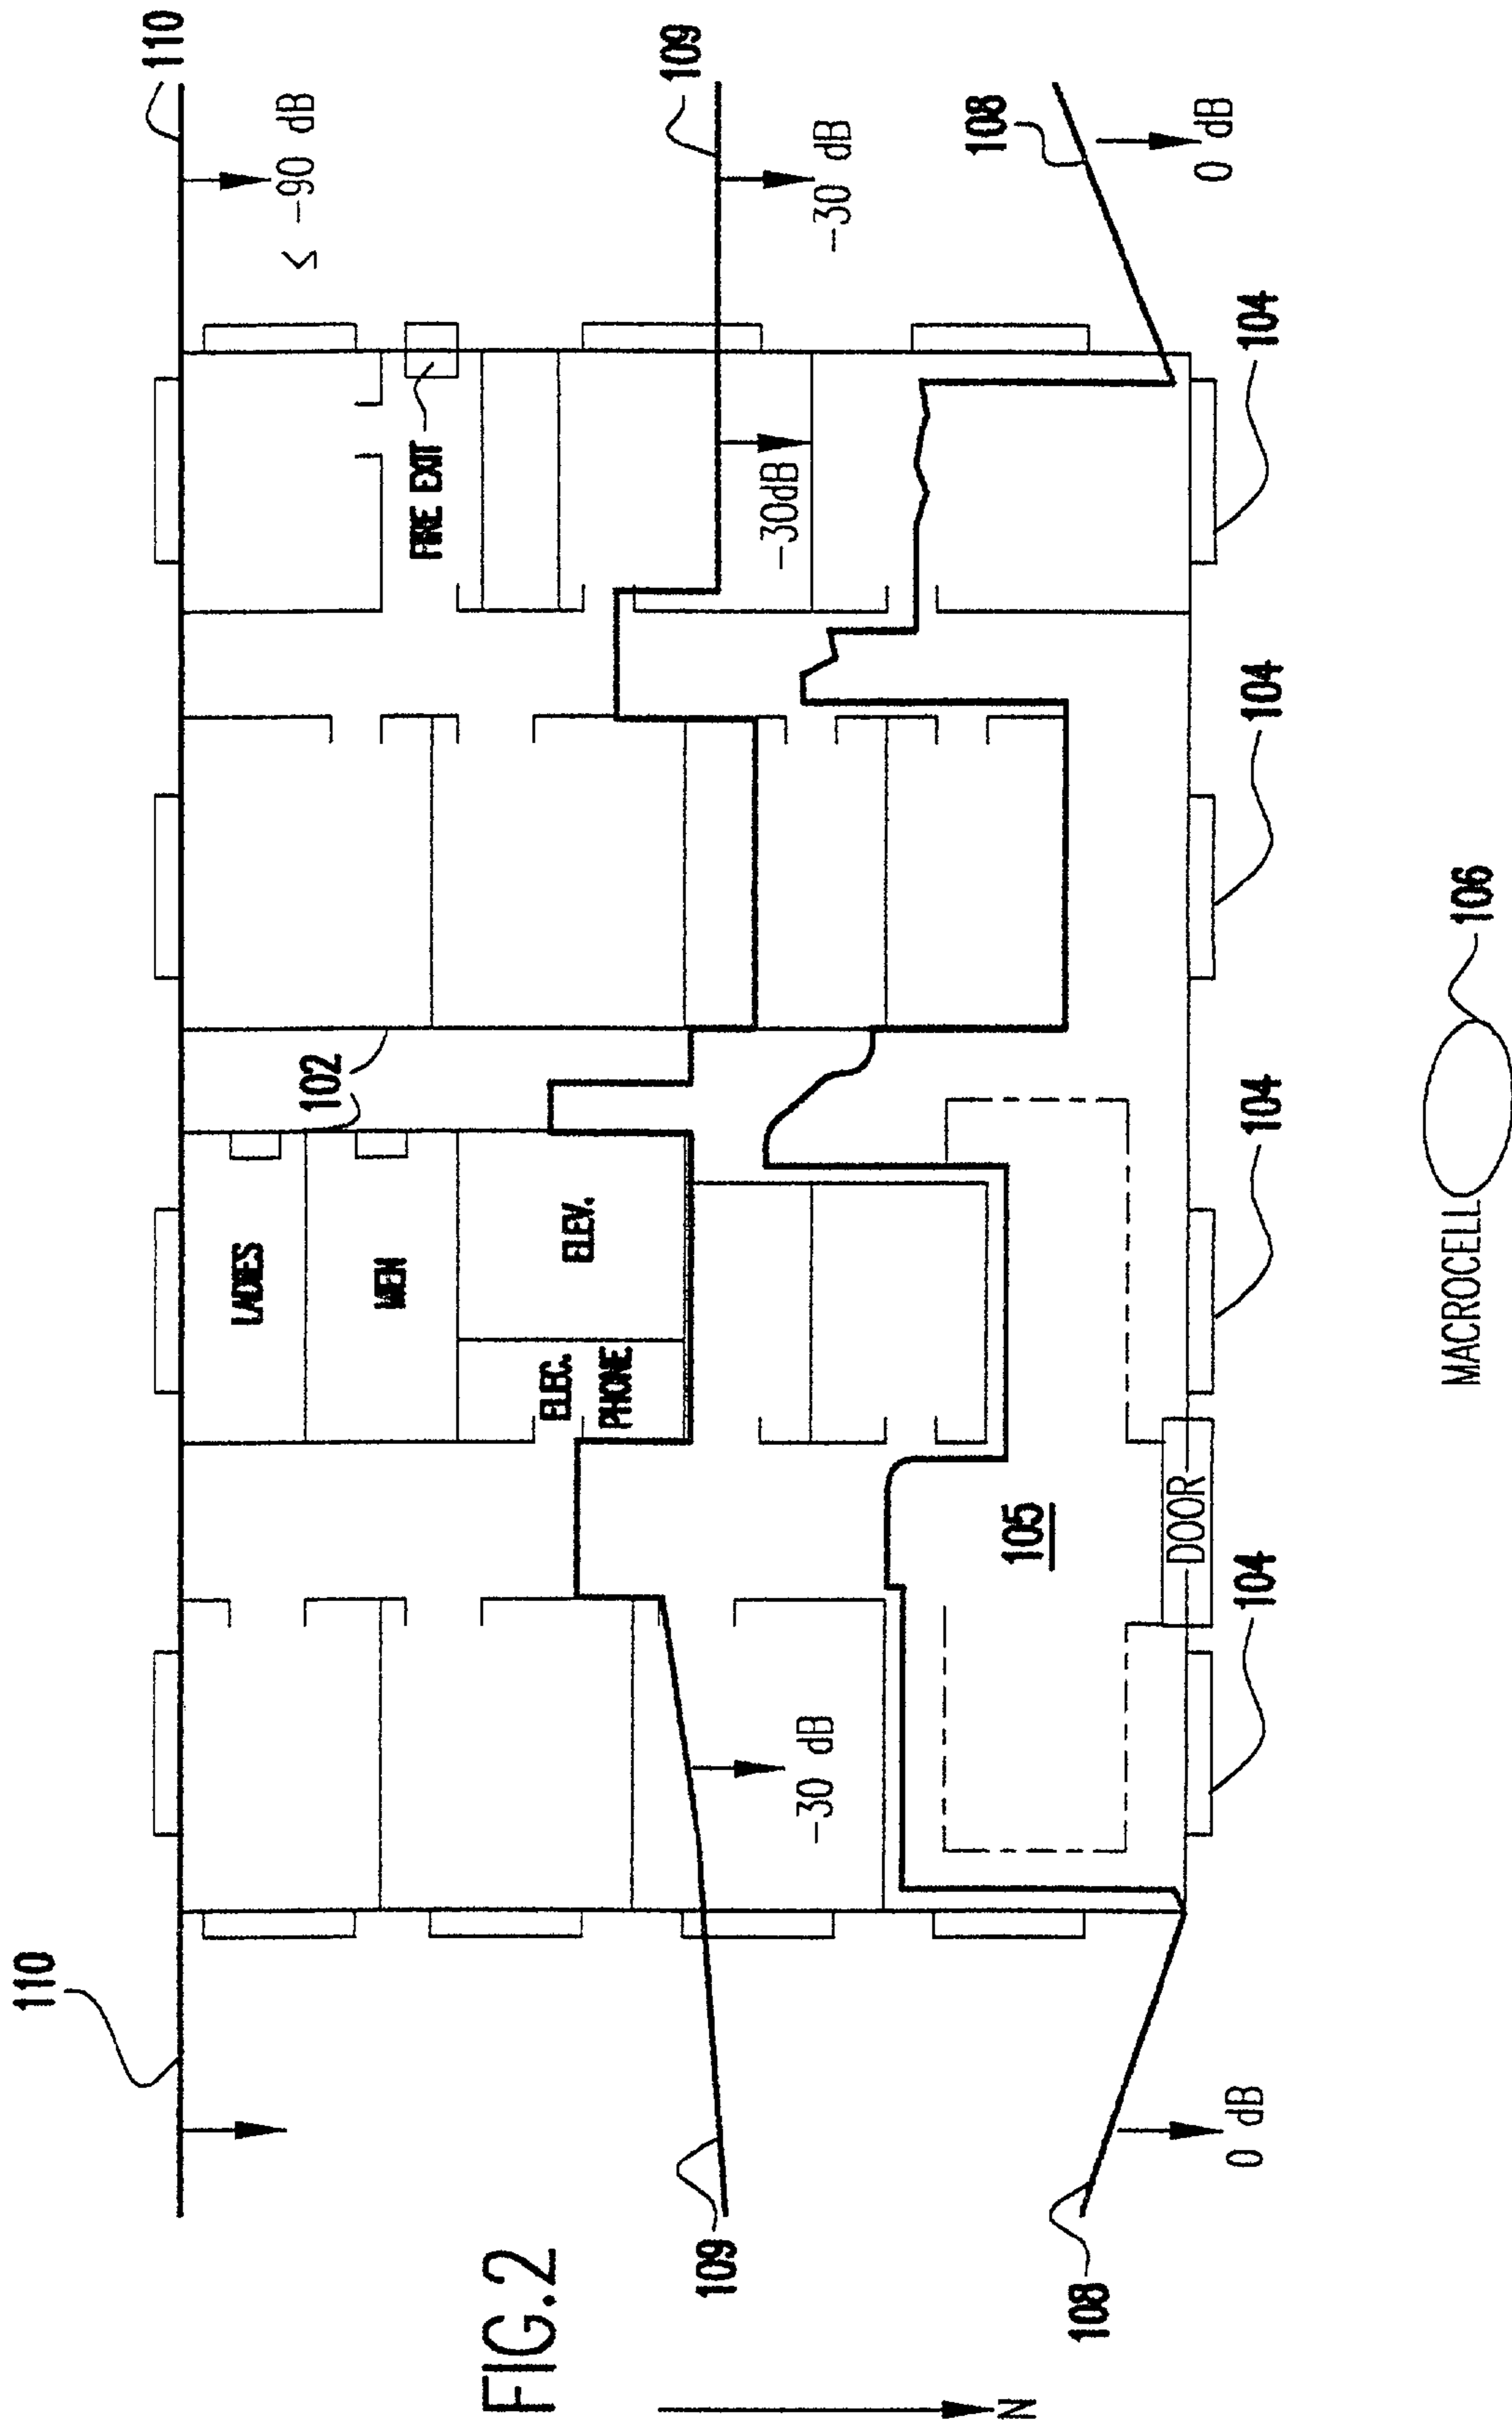 FIG.2
N
110
110
≤ -90 dB
109
109
-30 dB
-30dB
-30 dB
108
108
0 dB
0 dB
102
LADIES
MEN
ELEV.
ELEC.
PHONE
FIRE EXIT
105
DOOR
104
104
104
104
MACROCELL
106